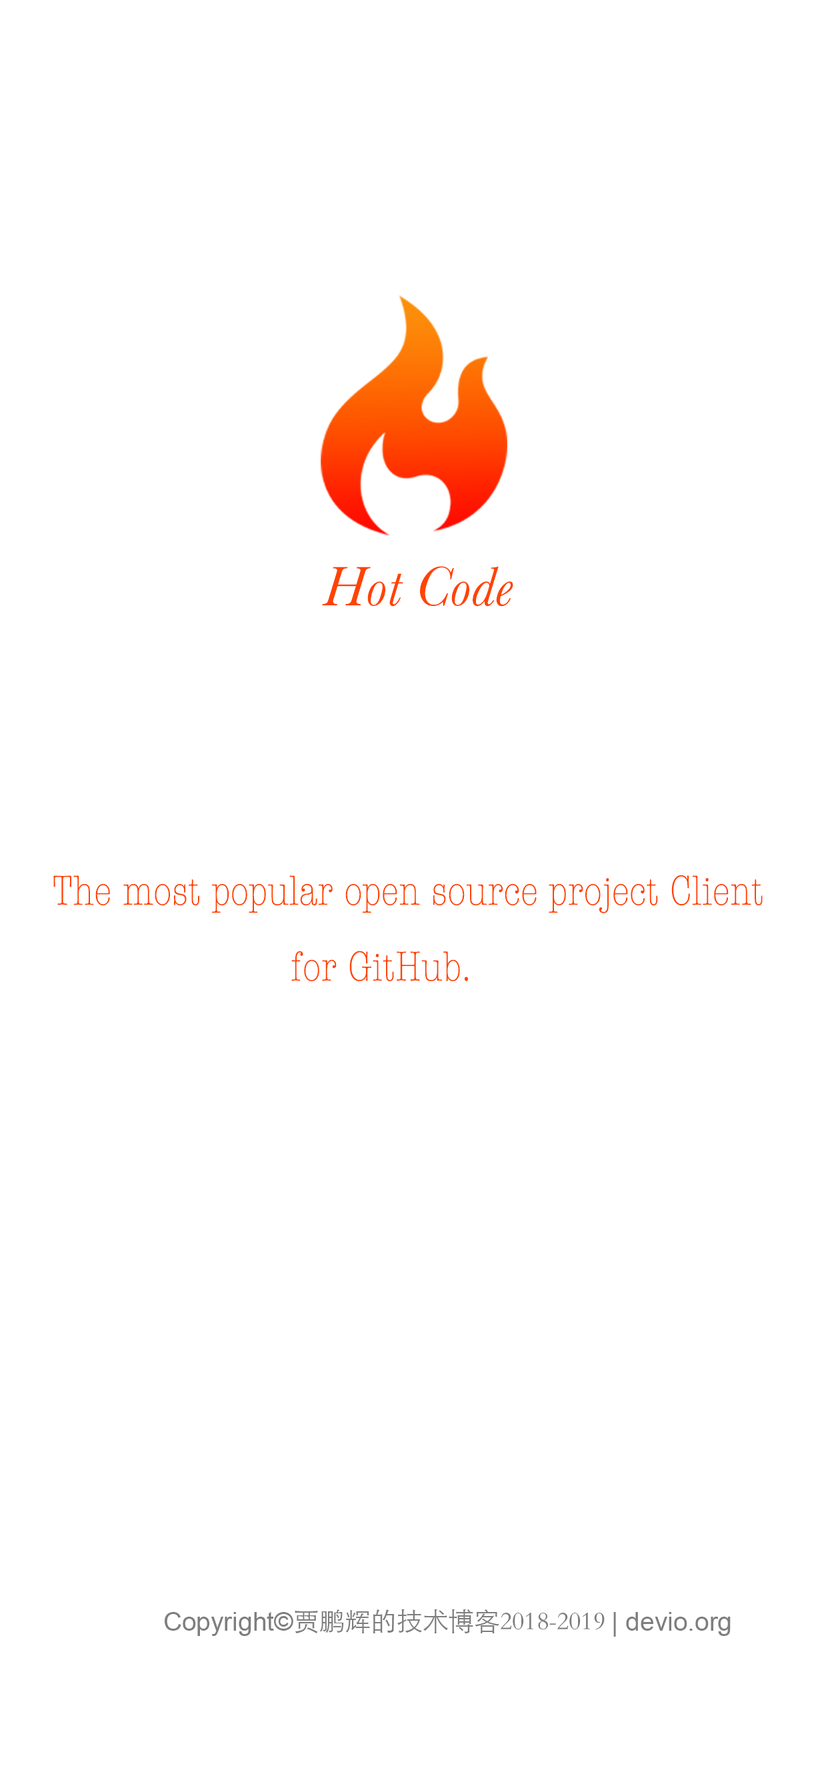 Hot Code
The most popular open source project Client
for GitHub.
Copyright©贾鹏辉的技术博客2018-2019 | devio.org